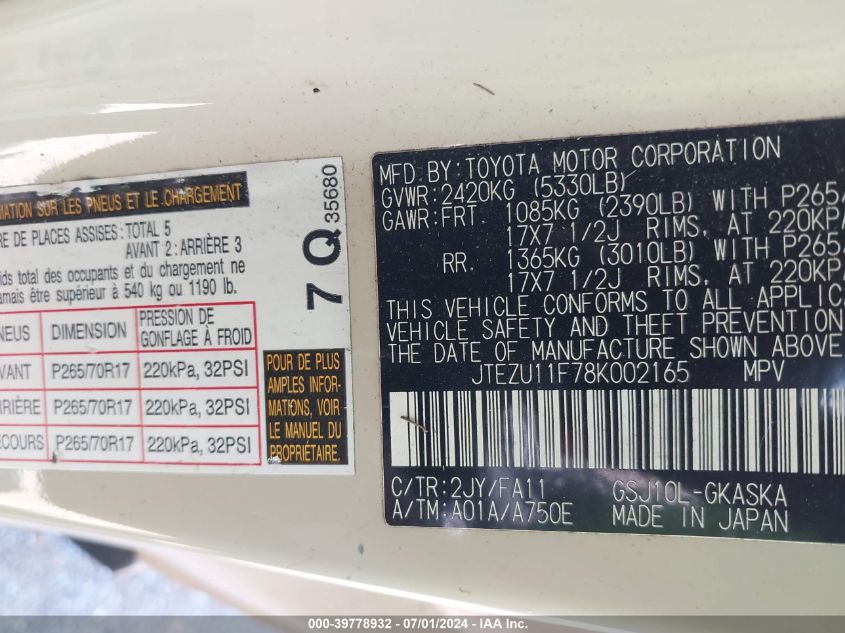 MATION SUR LES PNEUS ET LE CHARGEMENT
RE DE PLACES ASSISES: TOTAL 5
AVANT 2: ARRIÈRE 3
ids total des occupants et du chargement ne
amais être supérieur à 540 kg ou 1190 lb.
NEUS DIMENSION PRESSION DE GONFLAGE À FROID
VANT P265/70R17 220kPa, 32PSI
RRIÈRE P265/70R17 220kPa, 32PSI
ECOURS P265/70R17 220kPa, 32PSI
7 Q 35680
POUR DE PLUS
AMPLES INFOR-
MATIONS, VOIR
LE MANUEL DU
PROPRIÉTAIRE.
MFD. BY: TOYOTA MOTOR CORPORATION
GVWR: 2420KG (5330LB)
GAWR: FRT 1085KG (2390LB) WITH P265/
17X7 1/2J RIMS, AT 220KPA
RR. 1365KG (3010LB) WITH P265/
17X7 1/2J RIMS, AT 220KPA
THIS VEHICLE CONFORMS TO ALL APPLICA
VEHICLE SAFETY AND THEFT PREVENTION
THE DATE OF MANUFACTURE SHOWN ABOVE
JTEZU11F78K002165 MPV
C/TR: 2JY/FA11 GSJ10L-GKASKA
A/TM: A01A/A750E MADE IN JAPAN
000-39778932 - 07/01/2024 - IAA Inc.